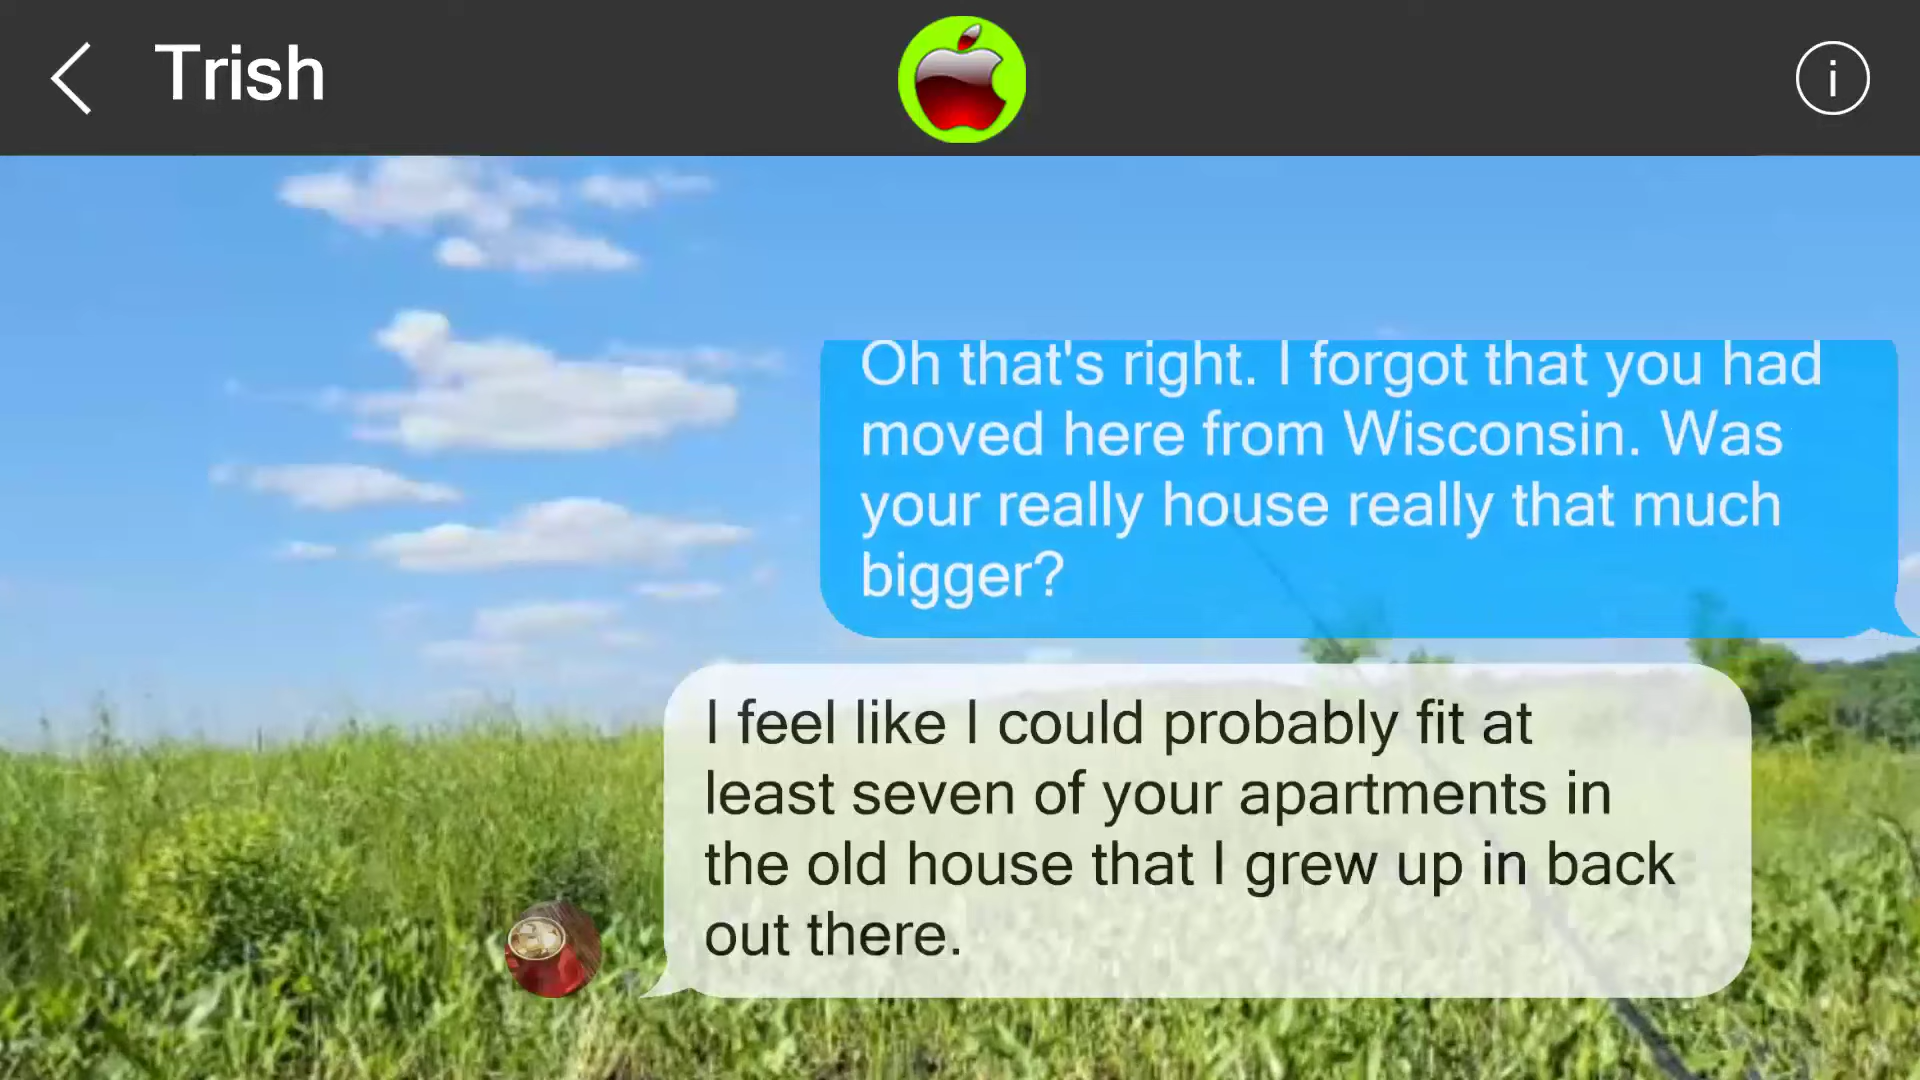 Trish
i
Oh that's right. I forgot that you had
moved here from Wisconsin. Was
your really house really that much
bigger?
I feel like I could probably fit at
least seven of your apartments in
the old house that I grew up in back
out there.